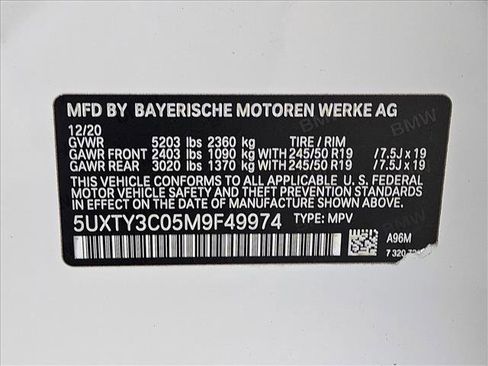 MFD BY BAYERISCHE MOTOREN WERKE AG
12/20
GVWR 5203 lbs 2360 kg TIRE / RIM
GAWR FRONT 2403 lbs 1090 kg WITH 245/50 R19 / 7.5J x 19
GAWR REAR 3020 lbs 1370 kg WITH 245/50 R19 / 7.5J x 19
THIS VEHICLE CONFORMS TO ALL APPLICABLE U. S. FEDERAL
MOTOR VEHICLE SAFETY AND THEFT PREVENTION STANDARDS
IN EFFECT ON THE DATE OF MANUFACTURE SHOWN ABOVE.
5UXTY3C05M9F49974 TYPE: MPV
A96M
7 320
BMW